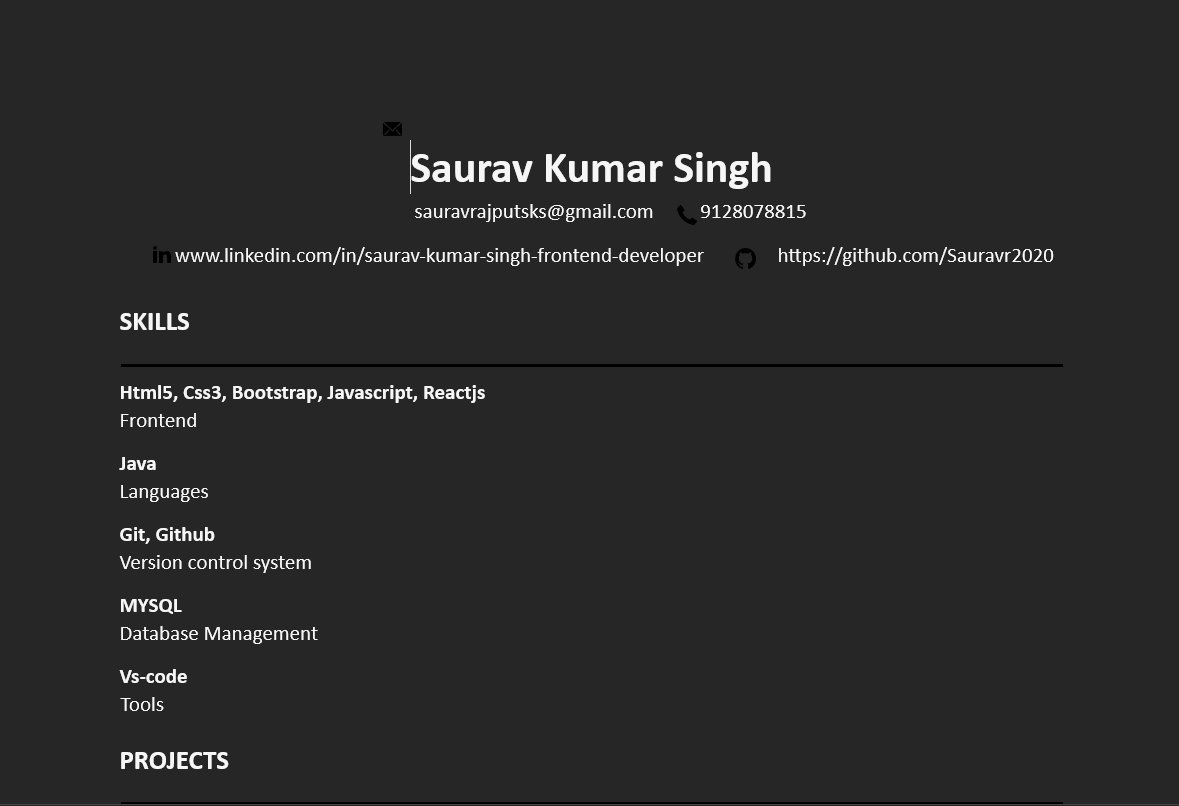 Saurav Kumar Singh
sauravrajputsks@gmail.com 9128078815
in www.linkedin.com/in/saurav-kumar-singh-frontend-developer https://github.com/Sauravr2020
SKILLS
Html5, Css3, Bootstrap, Javascript, Reactjs
Frontend
Java
Languages
Git, Github
Version control system
MYSQL
Database Management
Vs-code
Tools
PROJECTS